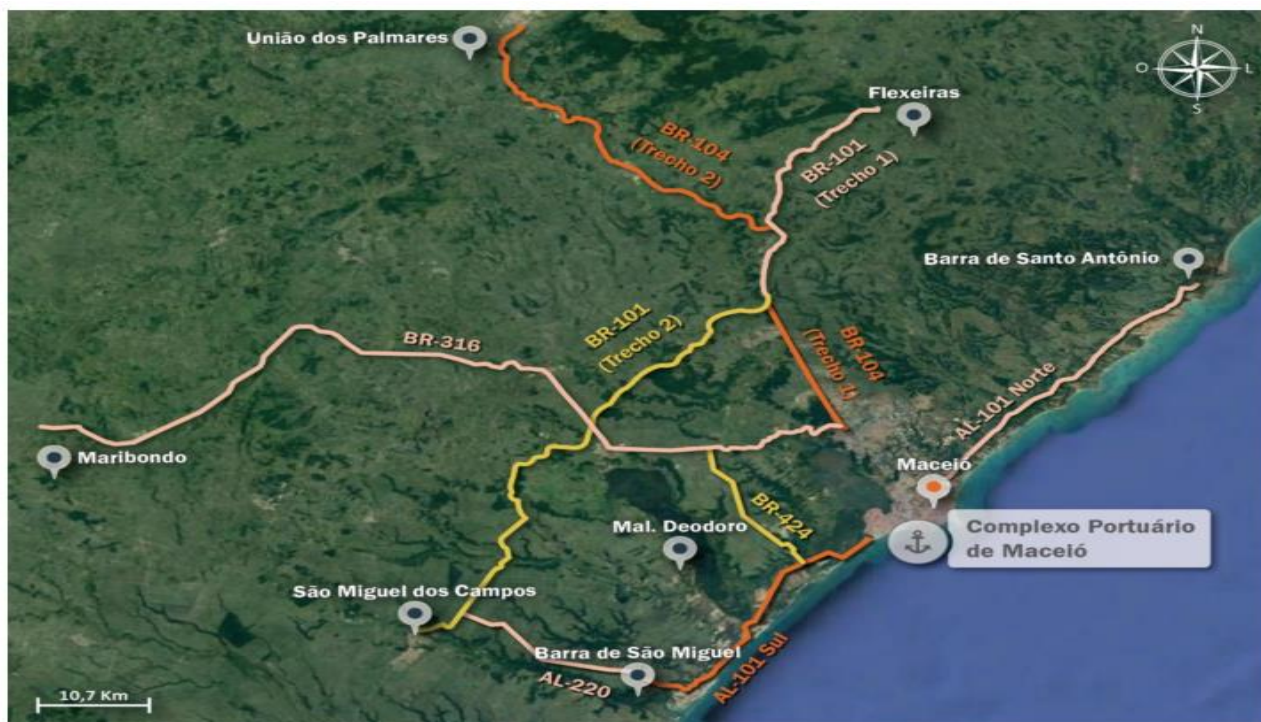 União dos Palmares
N
O
L
S
Flexeiras
BR-104
(Trecho 2)
BR-101
(Trecho 1)
Barra de Santo Antônio
BR-101
(Trecho 2)
BR-316
BR-104
(Trecho 1)
AL-101 Norte
Maribondo
Maceió
BR-424
Mal. Deodoro
Complexo Portuário
de Maceió
São Miguel dos Campos
Barra de São Miguel
AL-101 Sul
AL-220
10,7 Km